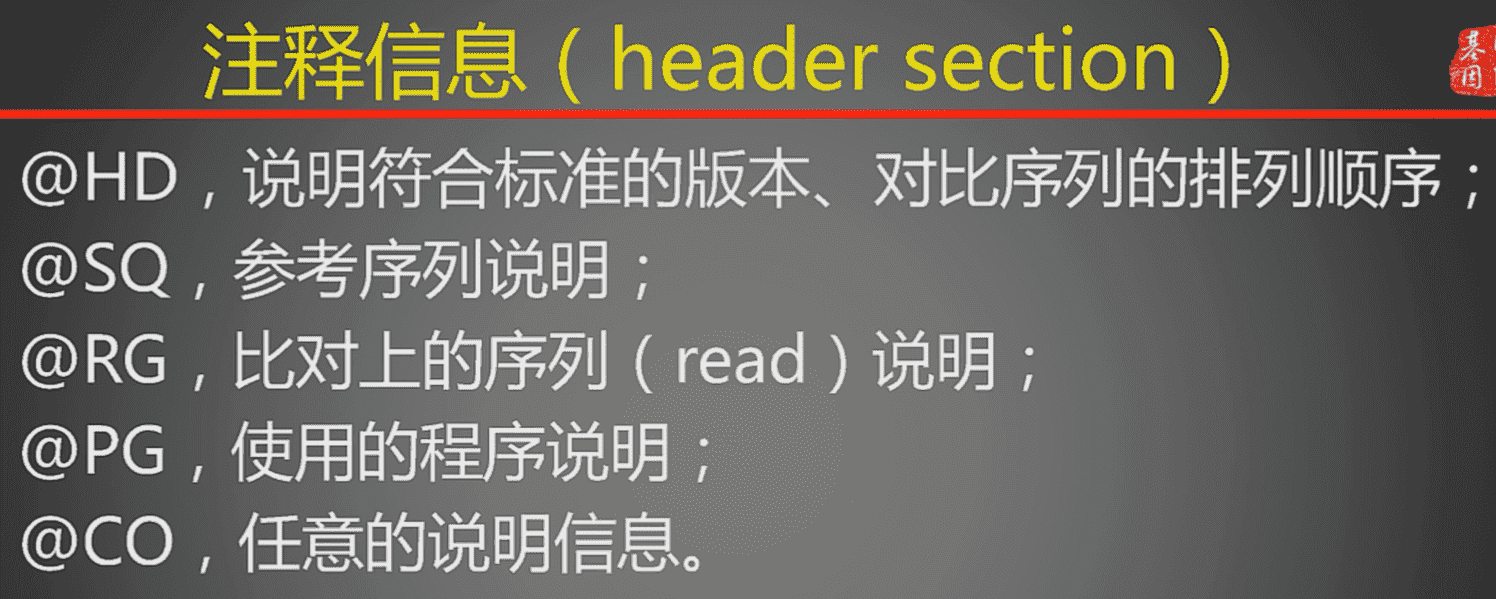 注释信息（header section）
基因
@HD，说明符合标准的版本、对比序列的排列顺序；
@SQ，参考序列说明；
@RG，比对上的序列（read）说明；
@PG，使用的程序说明；
@CO，任意的说明信息。